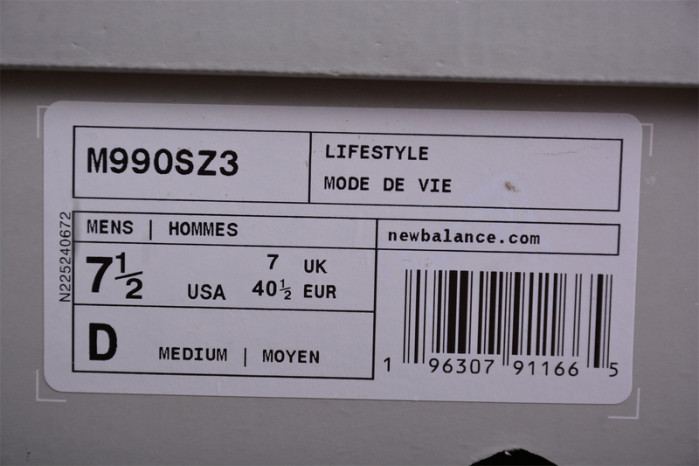 M990SZ3
LIFESTYLE
MODE DE VIE
N225240672
MENS | HOMMES
newbalance.com
7½ USA
7 UK
40½ EUR
D MEDIUM | MOYEN
1 96307 91166 5